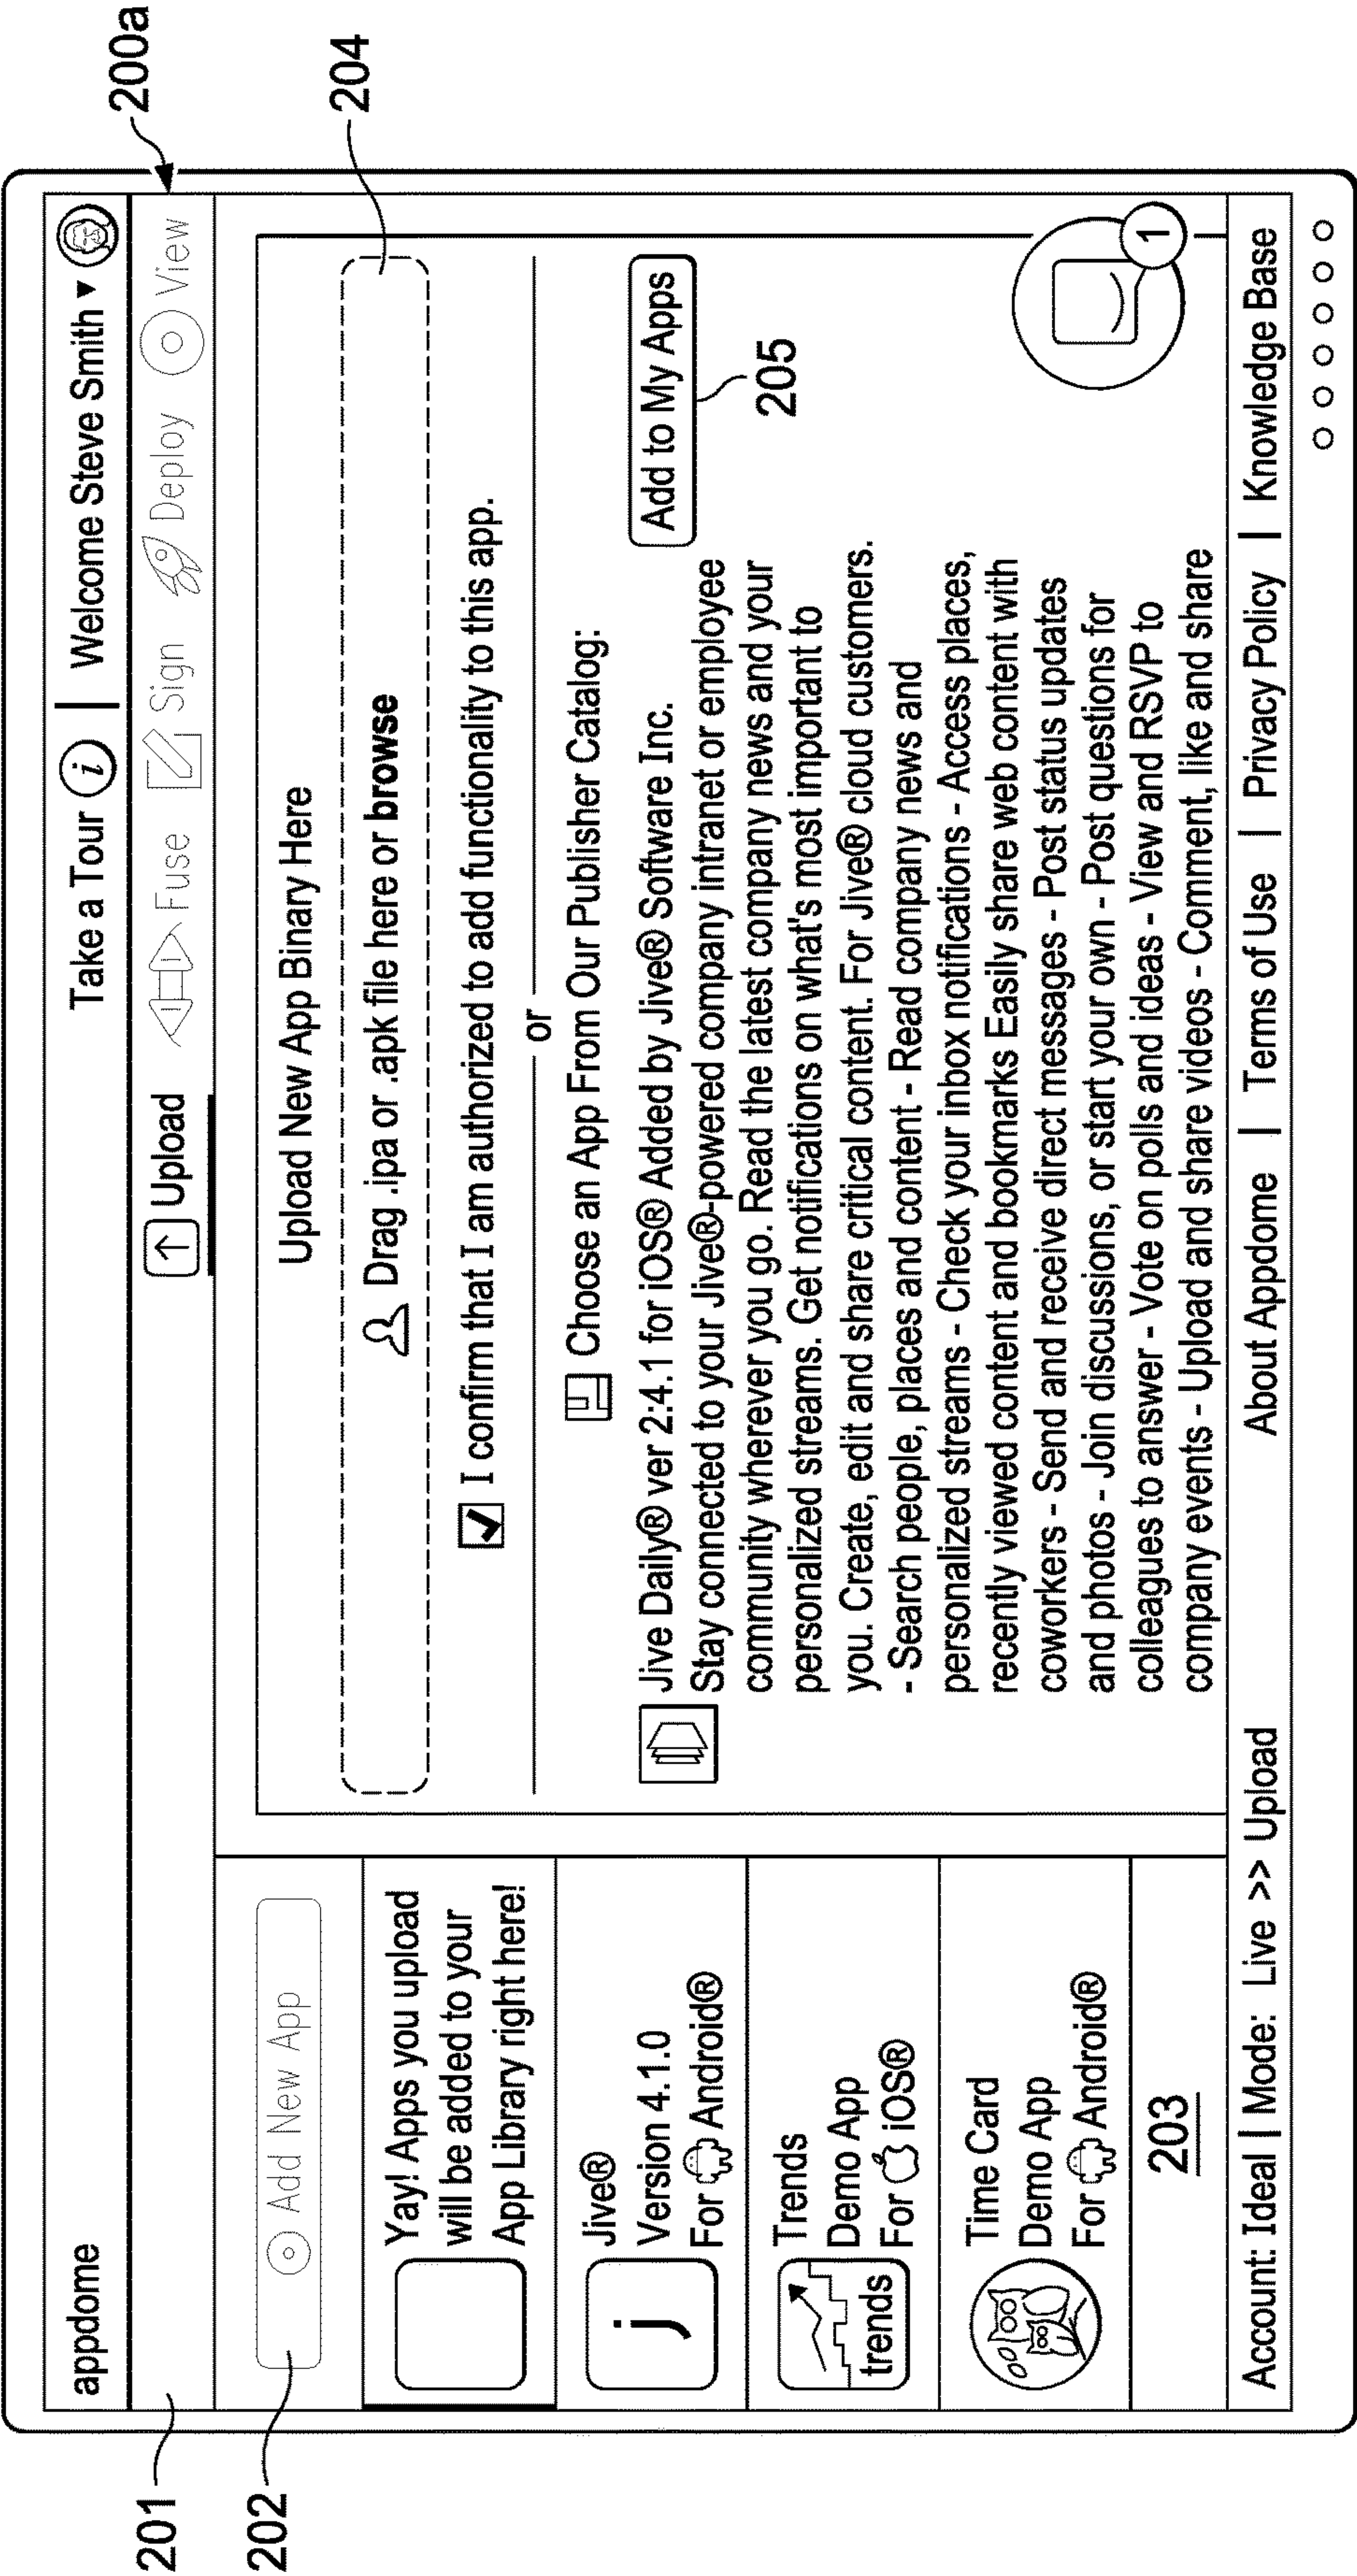 200a
appdome
Take a Tour i | Welcome Steve Smith ▼
201
Upload
Fuse
Sign
Deploy
View
202
Add New App
Yay! Apps you upload
will be added to your
App Library right here!
j
Jive®
Version 4.1.0
For Android®
trends
Trends
Demo App
For iOS®
Time Card
Demo App
For Android®
203
Upload New App Binary Here
204
Drag .ipa or .apk file here or browse
I confirm that I am authorized to add functionality to this app.
or
Choose an App From Our Publisher Catalog:
Jive Daily® ver 2:4.1 for iOS® Added by Jive® Software Inc.
Add to My Apps
205
Stay connected to your Jive®-powered company intranet or employee
community wherever you go. Read the latest company news and your
personalized streams. Get notifications on what's most important to
you. Create, edit and share critical content. For Jive® cloud customers.
- Search people, places and content - Read company news and
personalized streams - Check your inbox notifications - Access places,
recently viewed content and bookmarks Easily share web content with
coworkers - Send and receive direct messages - Post status updates
and photos - Join discussions, or start your own - Post questions for
colleagues to answer - Vote on polls and ideas - View and RSVP to
company events - Upload and share videos - Comment, like and share
1
Account: Ideal | Mode: Live >> Upload
About Appdome | Terms of Use | Privacy Policy | Knowledge Base